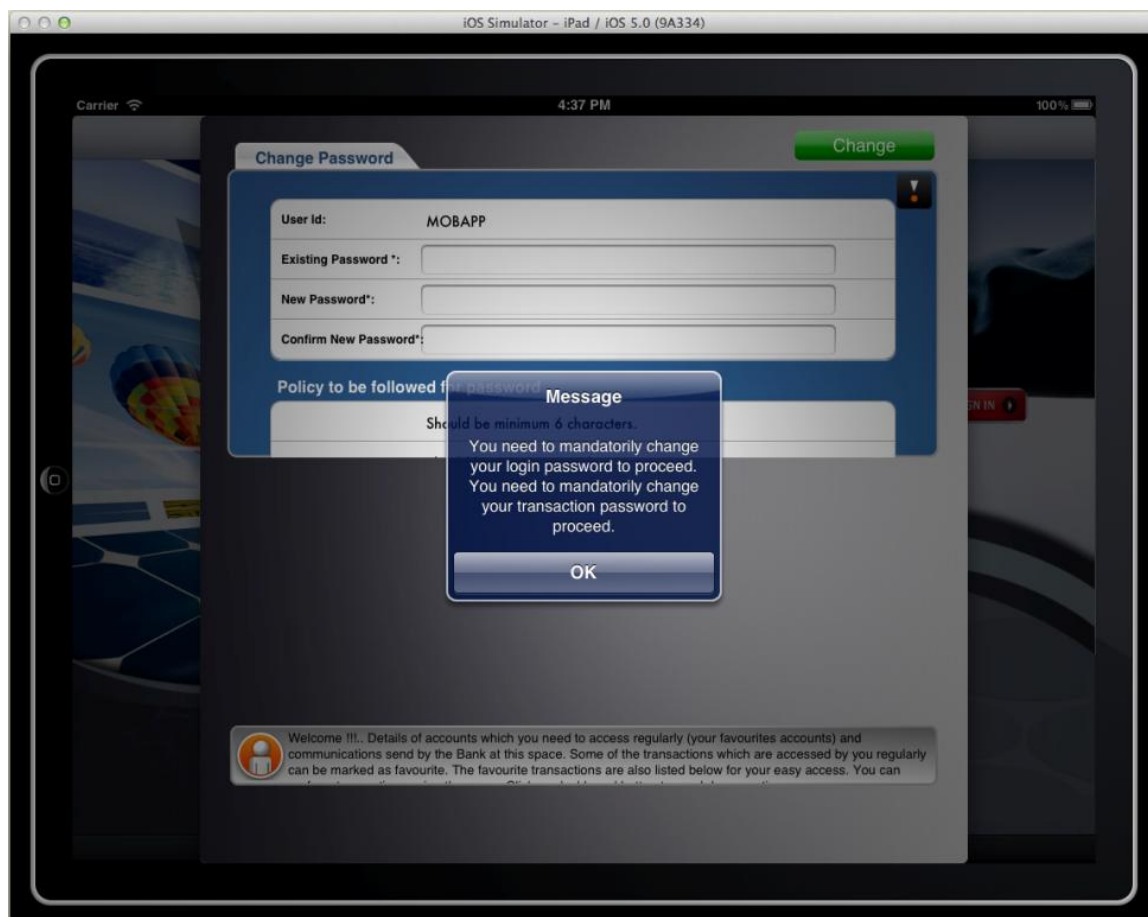 iOS Simulator - iPad / iOS 5.0 (9A334)
Carrier 4:37 PM 100%
Change Password
Change
User Id: MOBAPP
Existing Password *:
New Password*:
Confirm New Password*:
Policy to be followed for password
Should be minimum 6 characters.
Message
You need to mandatorily change
your login password to proceed.
You need to mandatorily change
your transaction password to
proceed.
OK
IGN IN
Welcome !!!.. Details of accounts which you need to access regularly (your favourites accounts) and
communications send by the Bank at this space. Some of the transactions which are accessed by you regularly
can be marked as favourite. The favourite transactions are also listed below for your easy access. You can